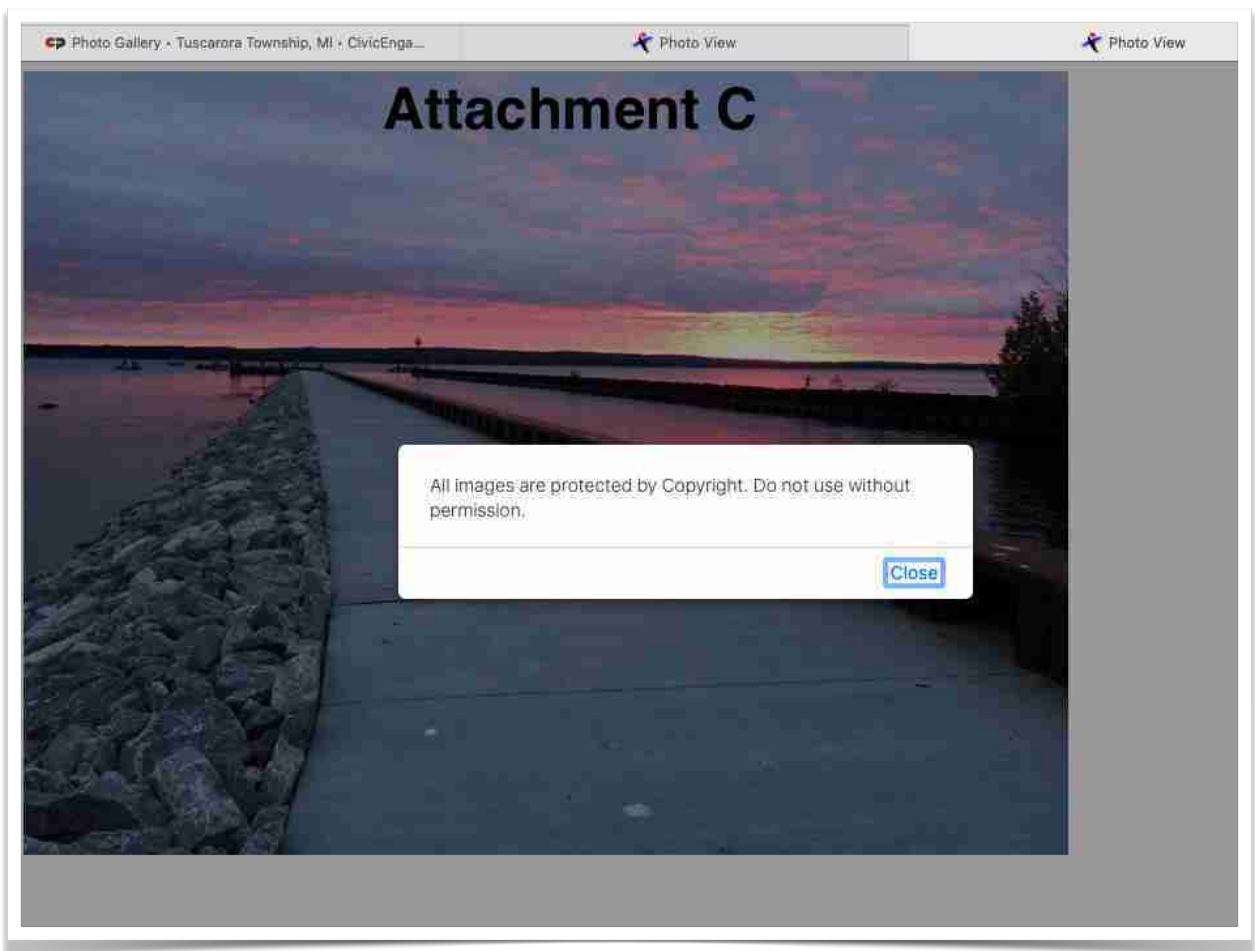 Photo Gallery • Tuscarora Township, MI • CivicEnga...
Photo View
Photo View
Attachment C
All images are protected by Copyright. Do not use without
permission.
Close